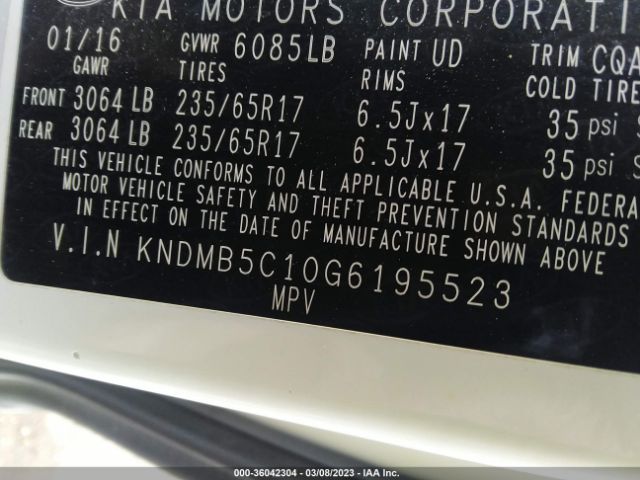 KIA MOTORS CORPORATI
01/16 GVWR 6085LB PAINT UD TRIM CQA
GAWR TIRES RIMS COLD TIRE
FRONT 3064 LB 235/65R17 6.5Jx17 35 psi
REAR 3064 LB 235/65R17 6.5Jx17 35 psi
THIS VEHICLE CONFORMS TO ALL APPLICABLE U.S.A. FEDERA
MOTOR VEHICLE SAFETY AND THEFT PREVENTION STANDARDS
IN EFFECT ON THE DATE OF MANUFACTURE SHOWN ABOVE
V.I.N KNDMB5C10G6195523
MPV
000-36042304 | 03/08/2023 | IAA Inc.